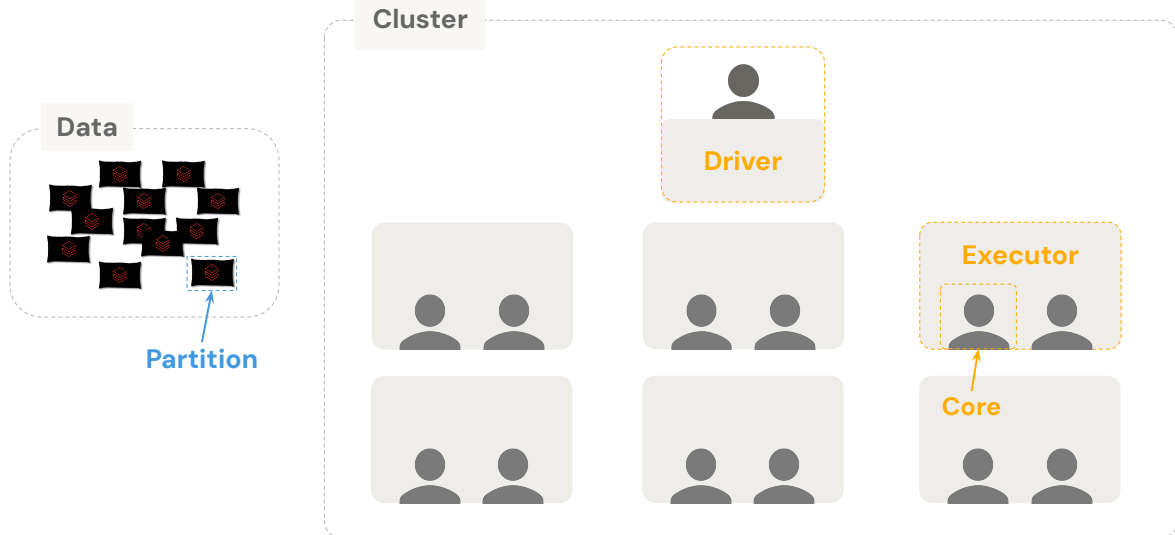 Cluster
Data
Driver
Executor
Partition
Core